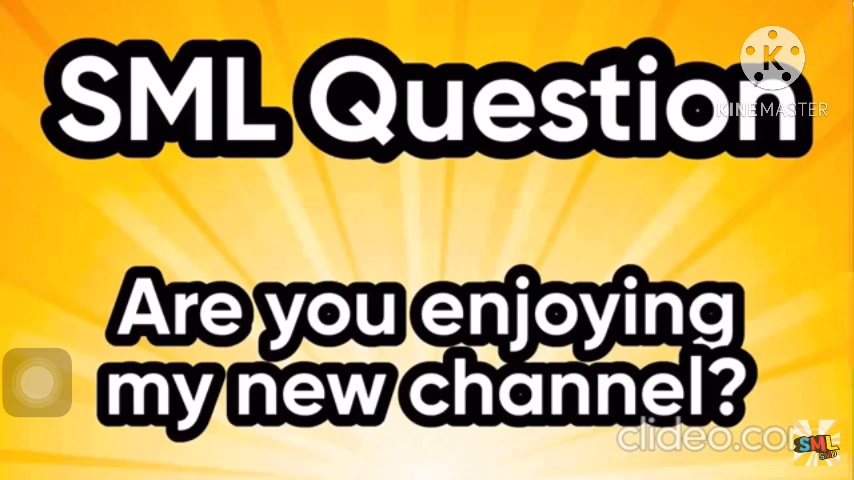 SML Question
K
KINEMASTER
Are you enjoying
my new channel?
clideo.com
SML